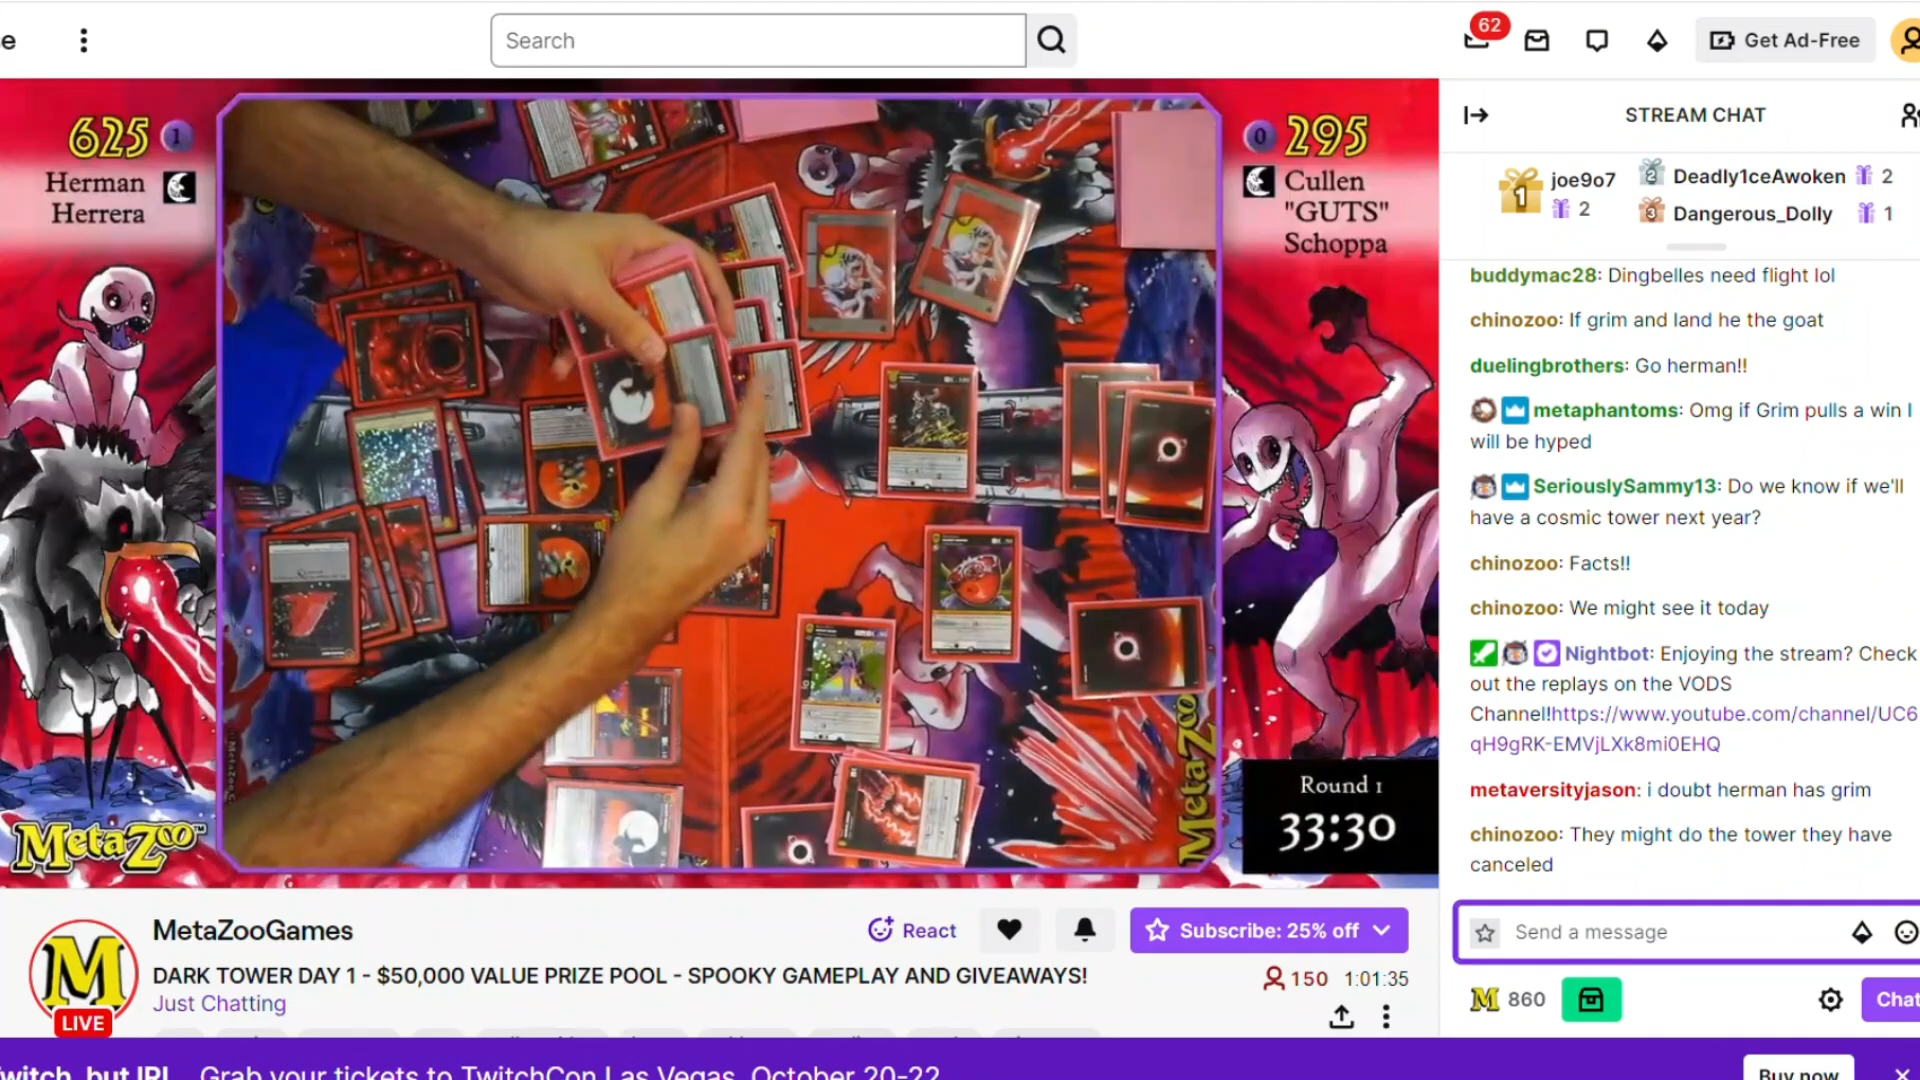 e
Search
62
Get Ad-Free
625
1
Herman
Herrera
0
295
Cullen
"GUTS"
Schoppa
MetaZoo™
MetaZoo
Round 1
33:30
STREAM CHAT
1
joe9o7
2
2
Deadly1ceAwoken
2
3
Dangerous_Dolly
1
buddymac28: Dingbelles need flight lol
chinozoo: If grim and land he the goat
duelingbrothers: Go herman!!
metaphantoms: Omg if Grim pulls a win I
will be hyped
SeriouslySammy13: Do we know if we'll
have a cosmic tower next year?
chinozoo: Facts!!
chinozoo: We might see it today
Nightbot: Enjoying the stream? Check
out the replays on the VODS
Channel!https://www.youtube.com/channel/UC6
qH9gRK-EMVjLXk8mi0EHQ
metaversityjason: i doubt herman has grim
chinozoo: They might do the tower they have
canceled
Send a message
860
Chat
M
LIVE
MetaZooGames
React
Subscribe: 25% off
DARK TOWER DAY 1 - $50,000 VALUE PRIZE POOL - SPOOKY GAMEPLAY AND GIVEAWAYS!
150
1:01:35
Just Chatting
witch, but IRL
Grab your tickets to TwitchCon Las Vegas, October 20-22
Buy now